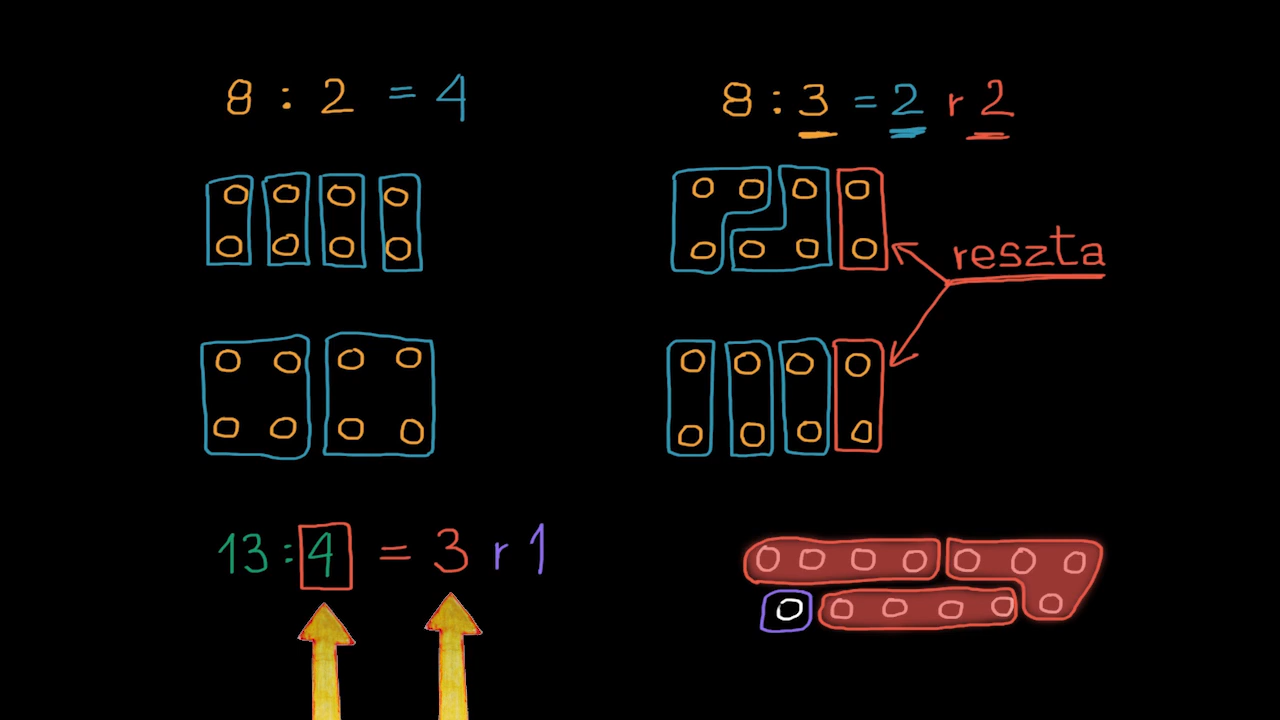 8 : 2 = 4
8 : 3 = 2 r 2
reszta
13 : 4 = 3 r 1